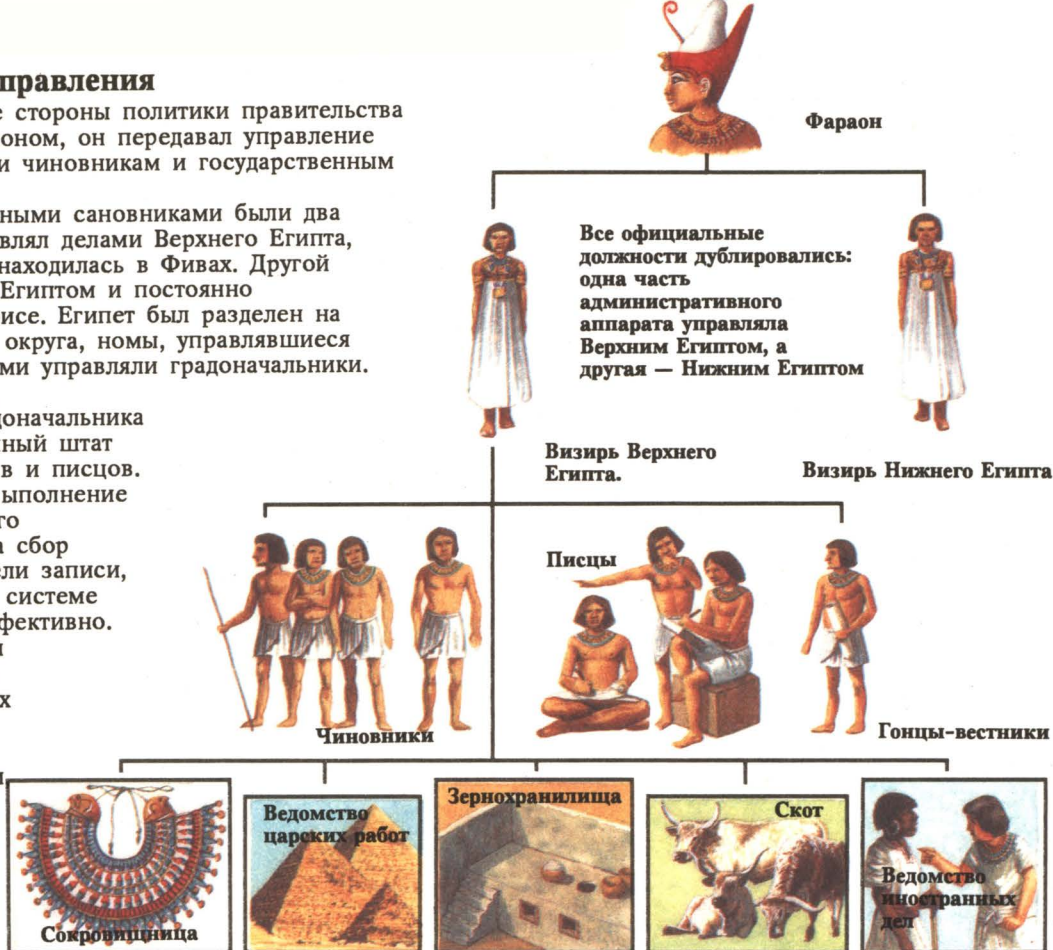 правления
е стороны политики правительства
оном, он передавал управление
и чиновникам и государственным
ными сановниками были два
влял делами Верхнего Египта,
находилась в Фивах. Другой
Египтом и постоянно
исе. Египет был разделен на
округа, номы, управлявшиеся
ми управляли градоначальники.
доначальника
ный штат
в и писцов.
ыполнение
го
а сбор
ели записи,
системе
фективно.
и
х
и
Фараон
Все официальные
должности дублировались:
одна часть
административного
аппарата управляла
Верхним Египтом, а
другая — Нижним Египтом
Визирь Верхнего
Египта.
Визирь Нижнего Египта
Писцы
Чиновники
Гонцы-вестники
Сокровищница
Ведомство
царских работ
Зернохранилища
Скот
Ведомство
иностранных
дел